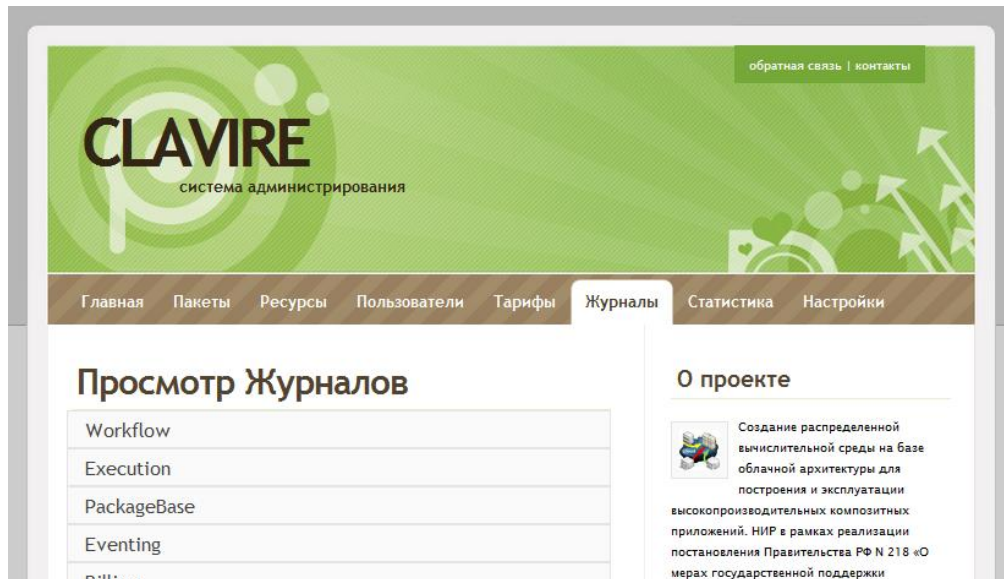 обратная связь | контакты
CLAVIRE
система администрирования
Главная Пакеты Ресурсы Пользователи Тарифы Журналы Статистика Настройки
Просмотр Журналов
Workflow
Execution
PackageBase
Eventing
О проекте
Создание распределенной
вычислительной среды на базе
облачной архитектуры для
построения и эксплуатации
высокопроизводительных композитных
приложений. НИР в рамках реализации
постановления Правительства РФ N 218 «О
мерах государственной поддержки